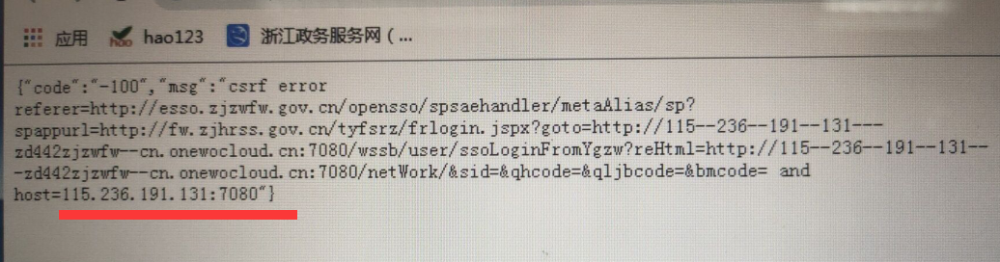 应用 hao hao123 浙江政务服务网 (...
{"code":"-100","msg":"csrf error
referer=http://esso.zjzwfw.gov.cn/opensso/spsaehandler/metaAlias/sp?
spappurl=http://fw.zjhrss.gov.cn/tyfsrz/frlogin.jspx?goto=http://115--236--191--131---
zd442zjzwfw--cn.onewocloud.cn:7080/wssb/user/ssoLoginFromYgzw?reHtml=http://115--236--191--131--
-zd442zjzwfw--cn.onewocloud.cn:7080/netWork/&sid=&qhcode=&qljbcode=&bmcode= and
host=115.236.191.131:7080"}